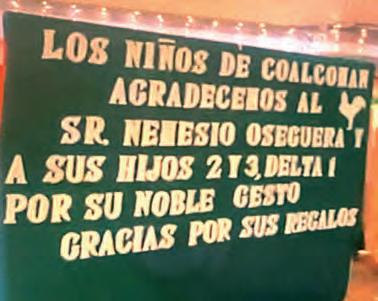 LOS NIÑOS DE COALCOMAN
AGRADECEMOS AL
SR. NEMESIO OSEGUERA Y
A SUS HIJOS 2 Y 3, DELTA 1
POR SU NOBLE GESTO
GRACIAS POR SUS REGALOS